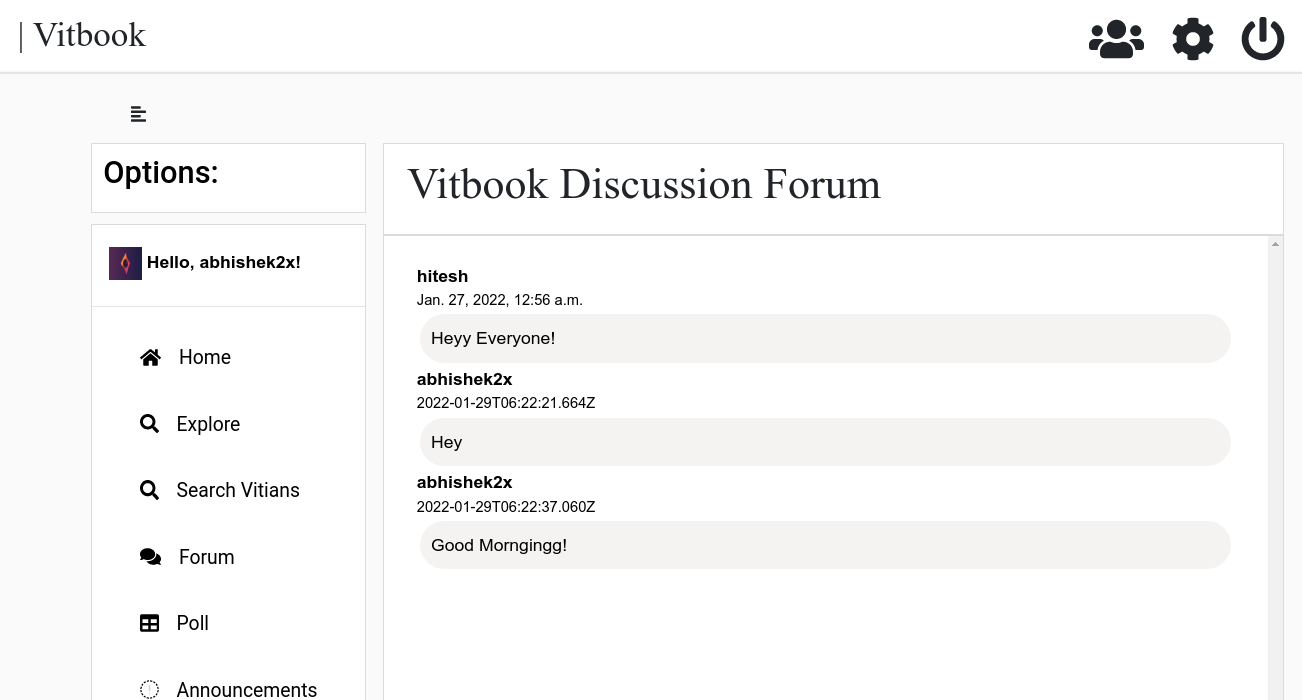 | Vitbook
Options:
Hello, abhishek2x!
Home
Explore
Search Vitians
Forum
Poll
Announcements
Vitbook Discussion Forum
hitesh
Jan. 27, 2022, 12:56 a.m.
Heyy Everyone!
abhishek2x
2022-01-29T06:22:21.664Z
Hey
abhishek2x
2022-01-29T06:22:37.060Z
Good Morngingg!